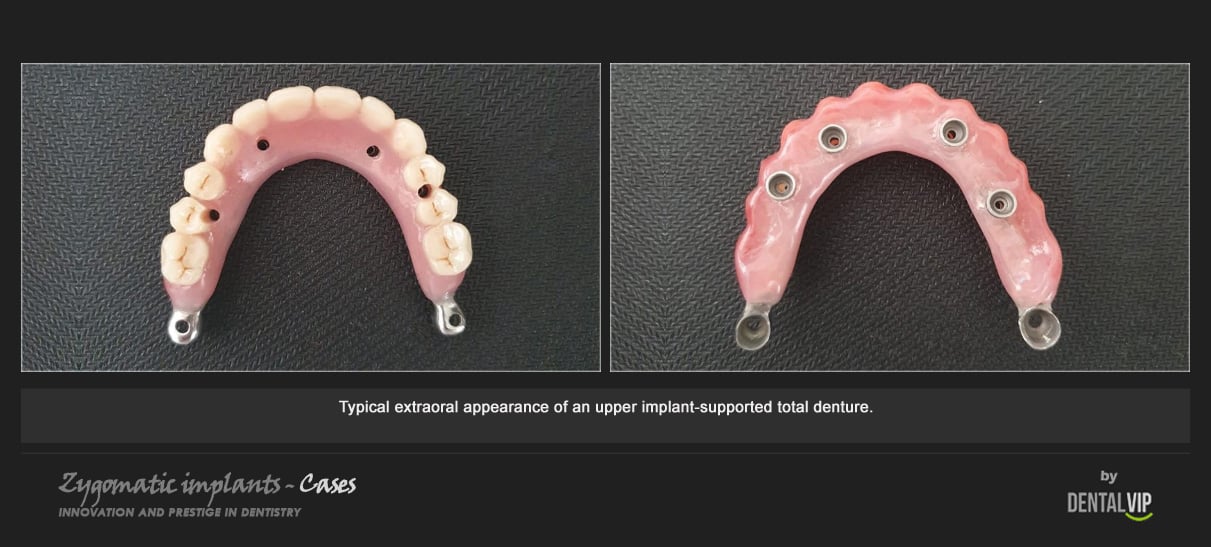 Typical extraoral appearance of an upper implant-supported total denture.
Zygomatic implants - Cases
INNOVATION AND PRESTIGE IN DENTISTRY
by
DENTALVIP